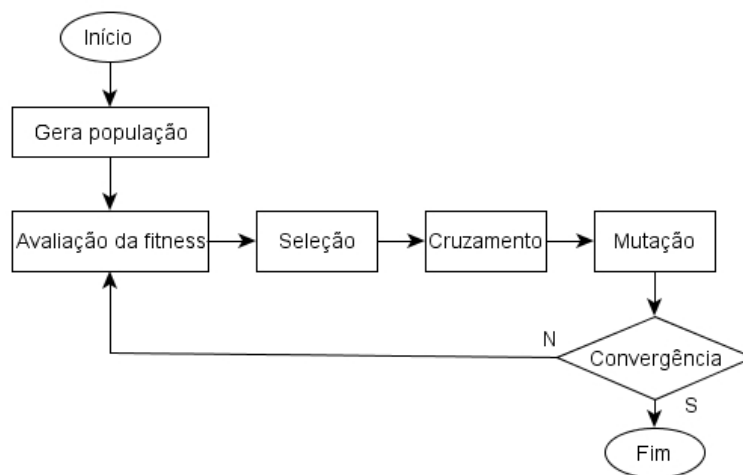 Início
Gera população
Avaliação da fitness
Seleção
Cruzamento
Mutação
N
Convergência
S
Fim